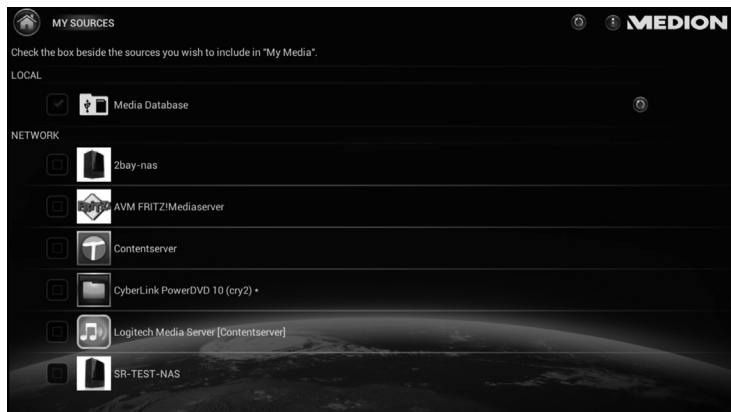 MY SOURCES
MEDION
Check the box beside the sources you wish to include in "My Media".
LOCAL
Media Database
NETWORK
2bay-nas
AVM FRITZ!Mediaserver
Contentserver
CyberLink PowerDVD 10 (cry2) *
Logitech Media Server [Contentserver]
SR-TEST-NAS